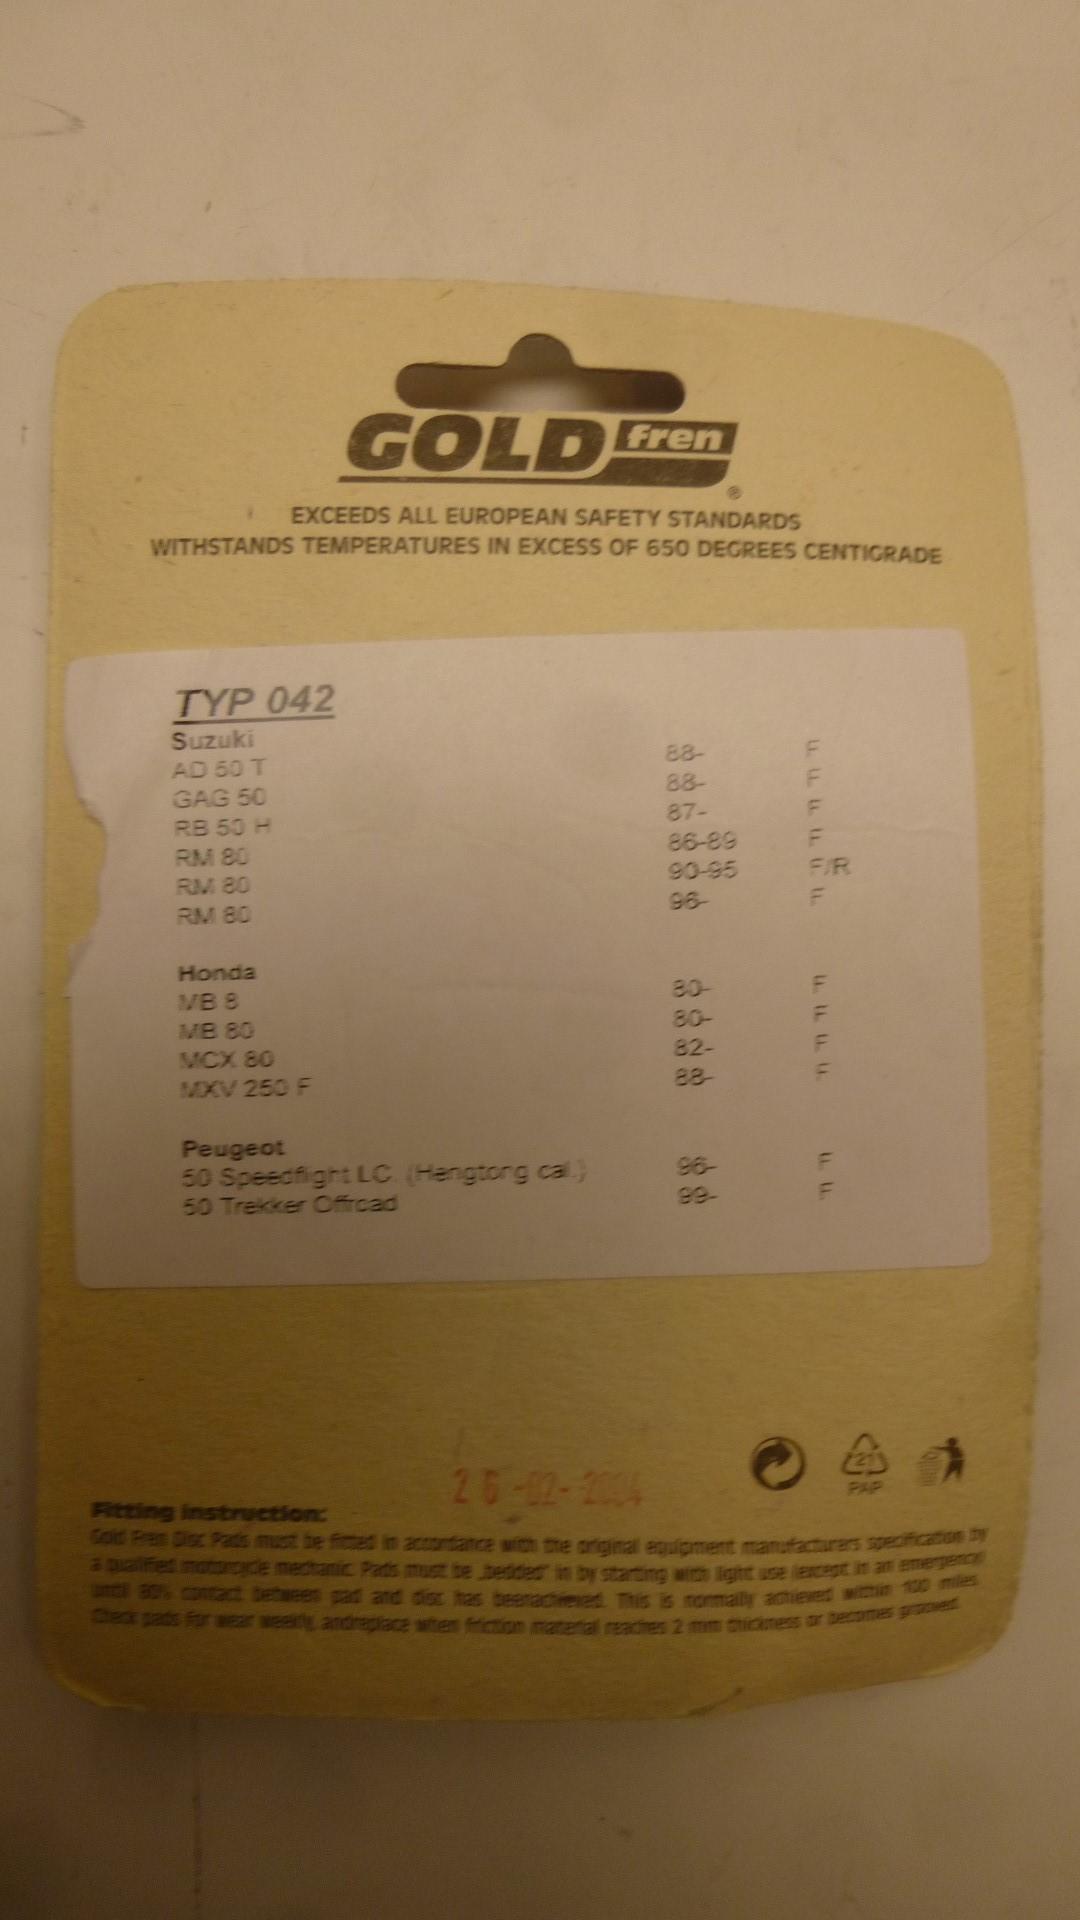 GOLD fren ®
EXCEEDS ALL EUROPEAN SAFETY STANDARDS
WITHSTANDS TEMPERATURES IN EXCESS OF 650 DEGREES CENTIGRADE
TYP 042
Suzuki
AD 50 T 88- F
GAG 50 88- F
RB 50 H 87- F
RM 80 86-89 F
RM 80 90-95 F/R
RM 80 96- F
Honda
MB 8 80- F
MB 80 80- F
MCX 80 82- F
MXV 250 F 88- F
Peugeot
50 Speedflight LC. (Hengtong cal.) 96- F
50 Trekker Offroad 99- F
21
PAP
26-02-2004
Fitting instruction:
Gold Fren Disc Pads must be fitted in accordance with the original equipment manufacturers specification by
a qualified motorcycle mechanic. Pads must be „bedded" in by starting with light use (except in an emergency)
until 80% contact between pad and disc has beenachieved. This is normally achieved within 100 miles.
Check pads for wear weekly, andreplace when friction material reaches 2 mm thickness or becomes grooved.